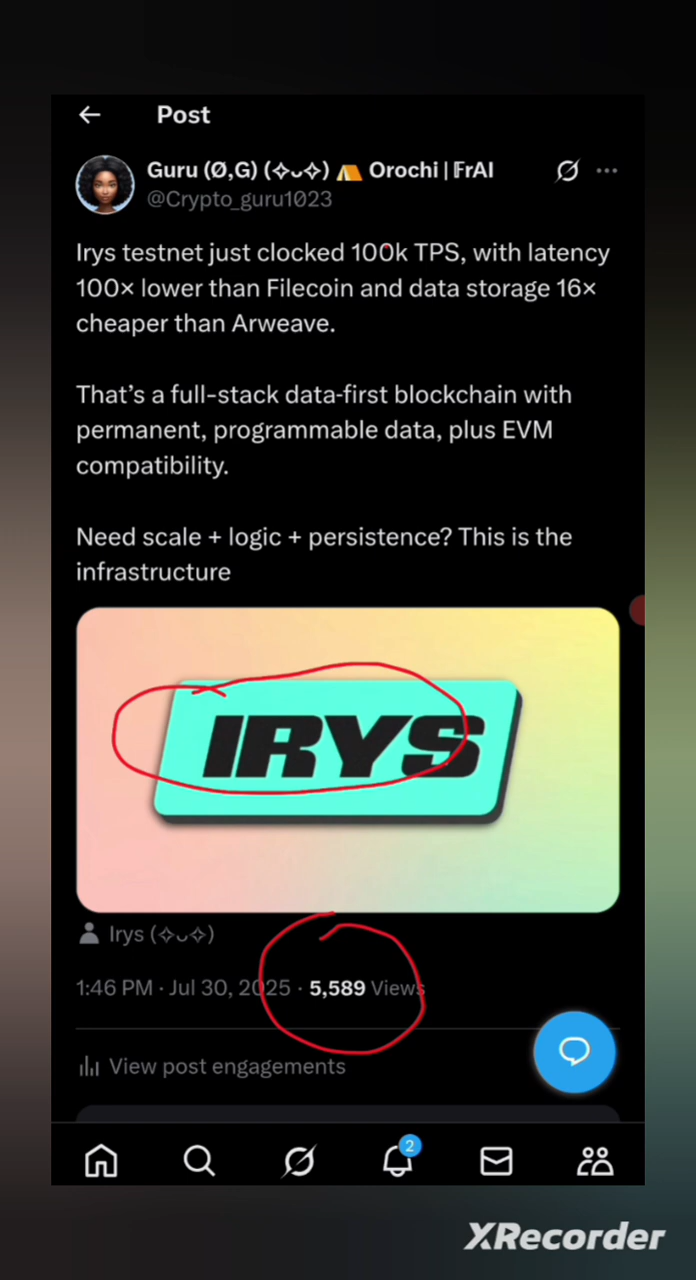 Post
Guru (Ø,G) (✧ᴗ✧) ⛺ Orochi | 𝔽rAI
@Crypto_guru1023
Irys testnet just clocked 100k TPS, with latency
100× lower than Filecoin and data storage 16×
cheaper than Arweave.
That's a full-stack data-first blockchain with
permanent, programmable data, plus EVM
compatibility.
Need scale + logic + persistence? This is the
infrastructure
IRYS
Irys (✧ᴗ✧)
1:46 PM · Jul 30, 2025 · 5,589 Views
View post engagements
2
XRecorder